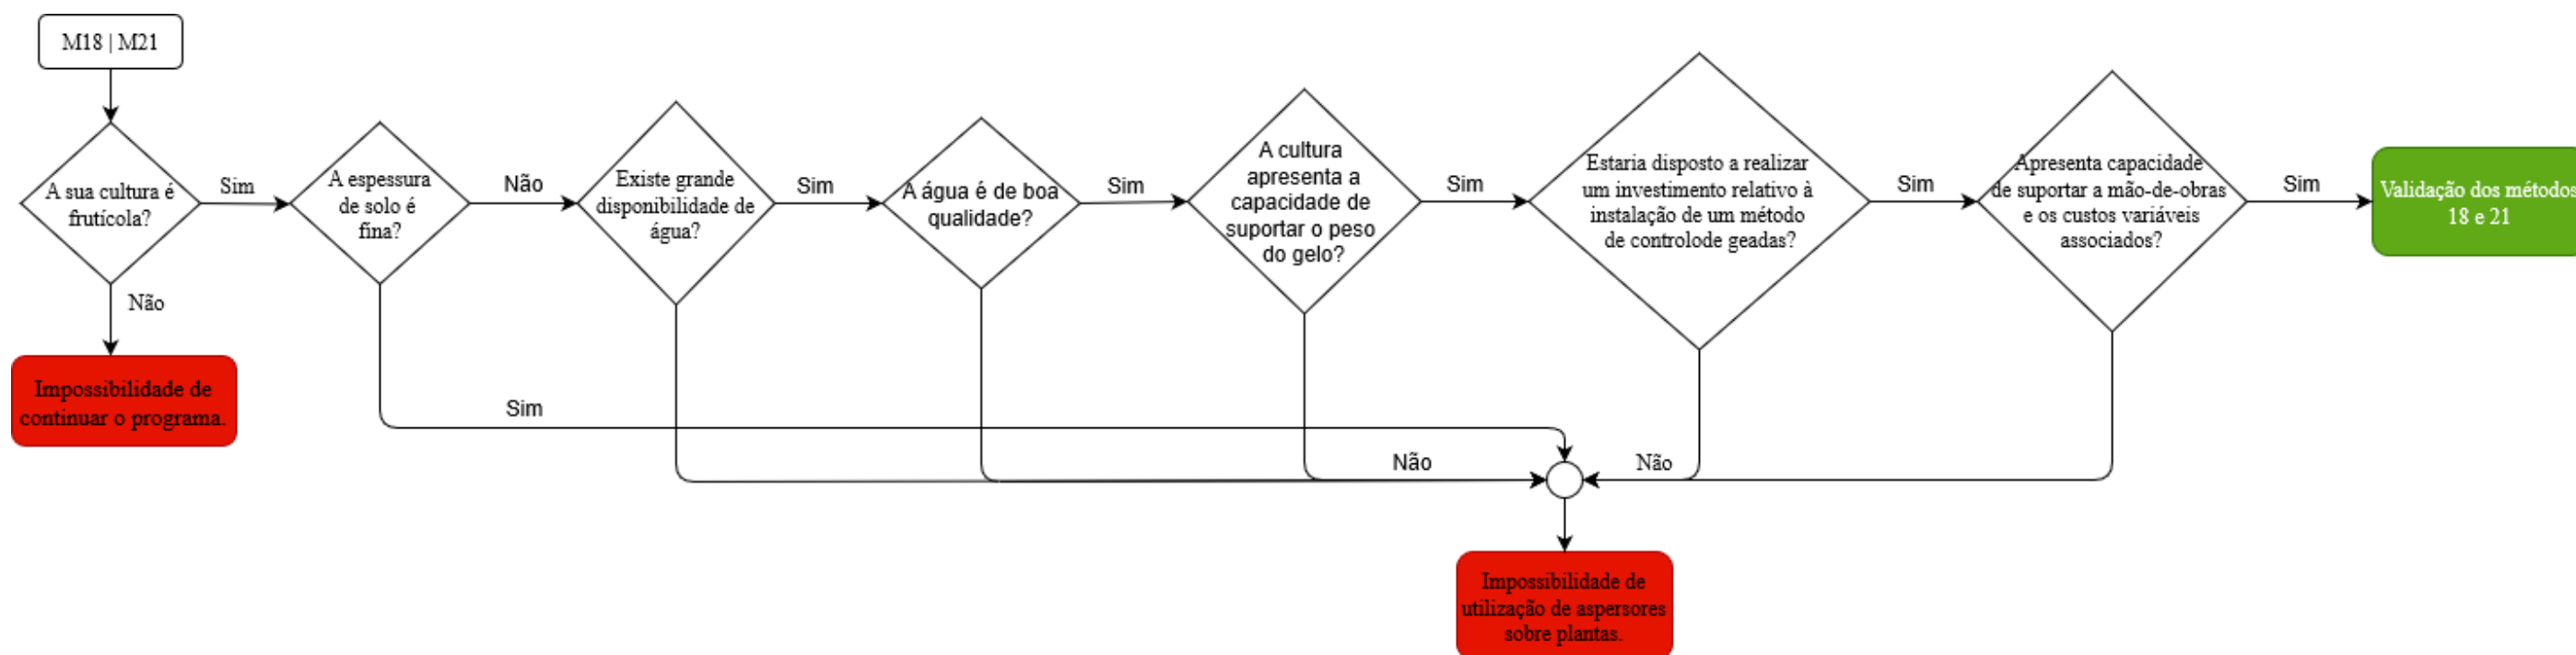 M18 | M21
A sua cultura é
frutícola?
Sim
Não
Impossibilidade de
continuar o programa.
A espessura
de solo é
fína?
Não
Sim
Existe grande
disponibilidade de
água?
Sim
A água é de boa
qualidade?
Sim
A cultura
apresenta a
capacidade de
suportar o peso
do gelo?
Sim
Não
Estaria disposto a realizar
um investimento relativo à
instalação de um método
de controlode geadas?
Sim
Não
Apresenta capacidade
de suportar a mão-de-obras
e os custos variáveis
associados?
Sim
Validação dos métodos
18 e 21
Impossibilidade de
utilização de aspersores
sobre plantas.